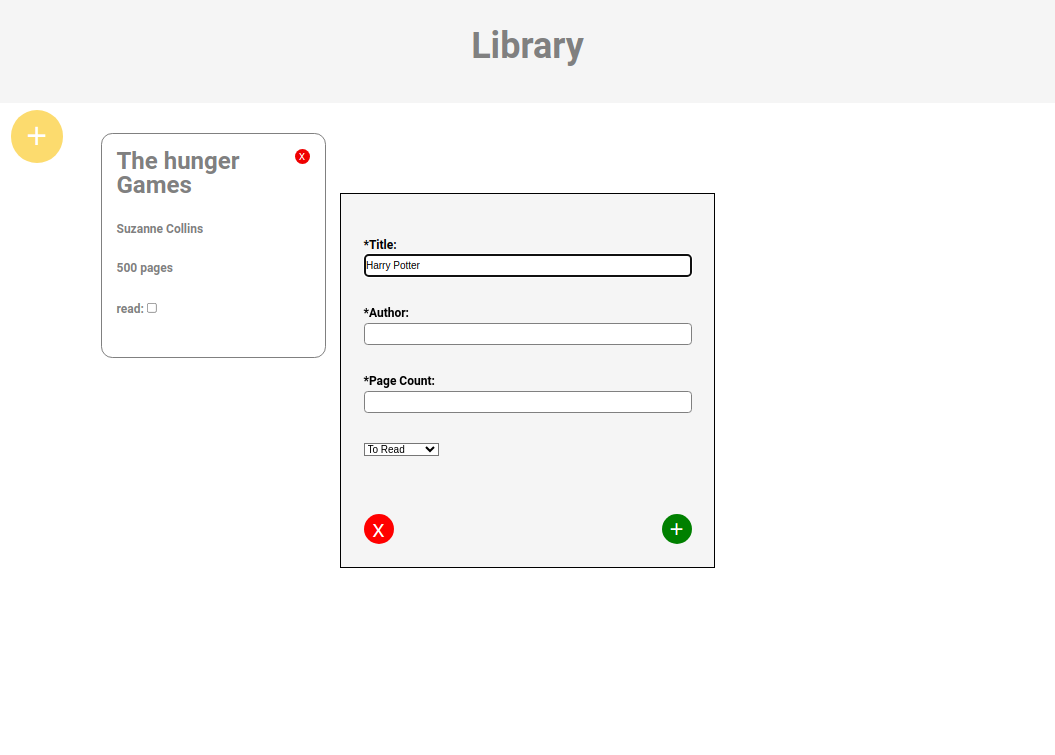 Library
+
The hunger
Games
x
Suzanne Collins
500 pages
read:
*Title:
Harry Potter
*Author:
*Page Count:
To Read
x
+